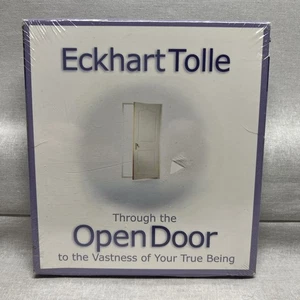 Eckhart Tolle
Through the
Open Door
to the Vastness of Your True Being